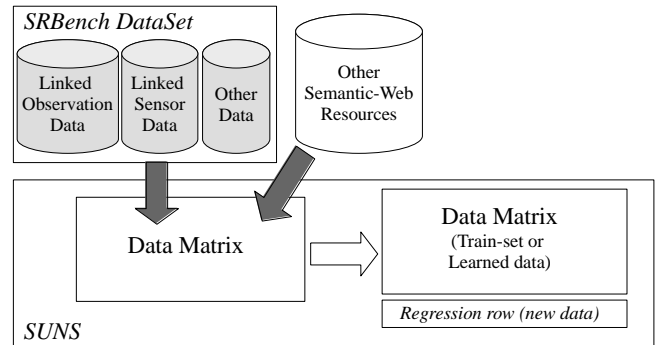 SRBench DataSet
Linked
Observation
Data
Linked
Sensor
Data
Other
Data
Other
Semantic-Web
Resources
Data Matrix
Data Matrix
(Train-set or
Learned data)
Regression row (new data)
SUNS